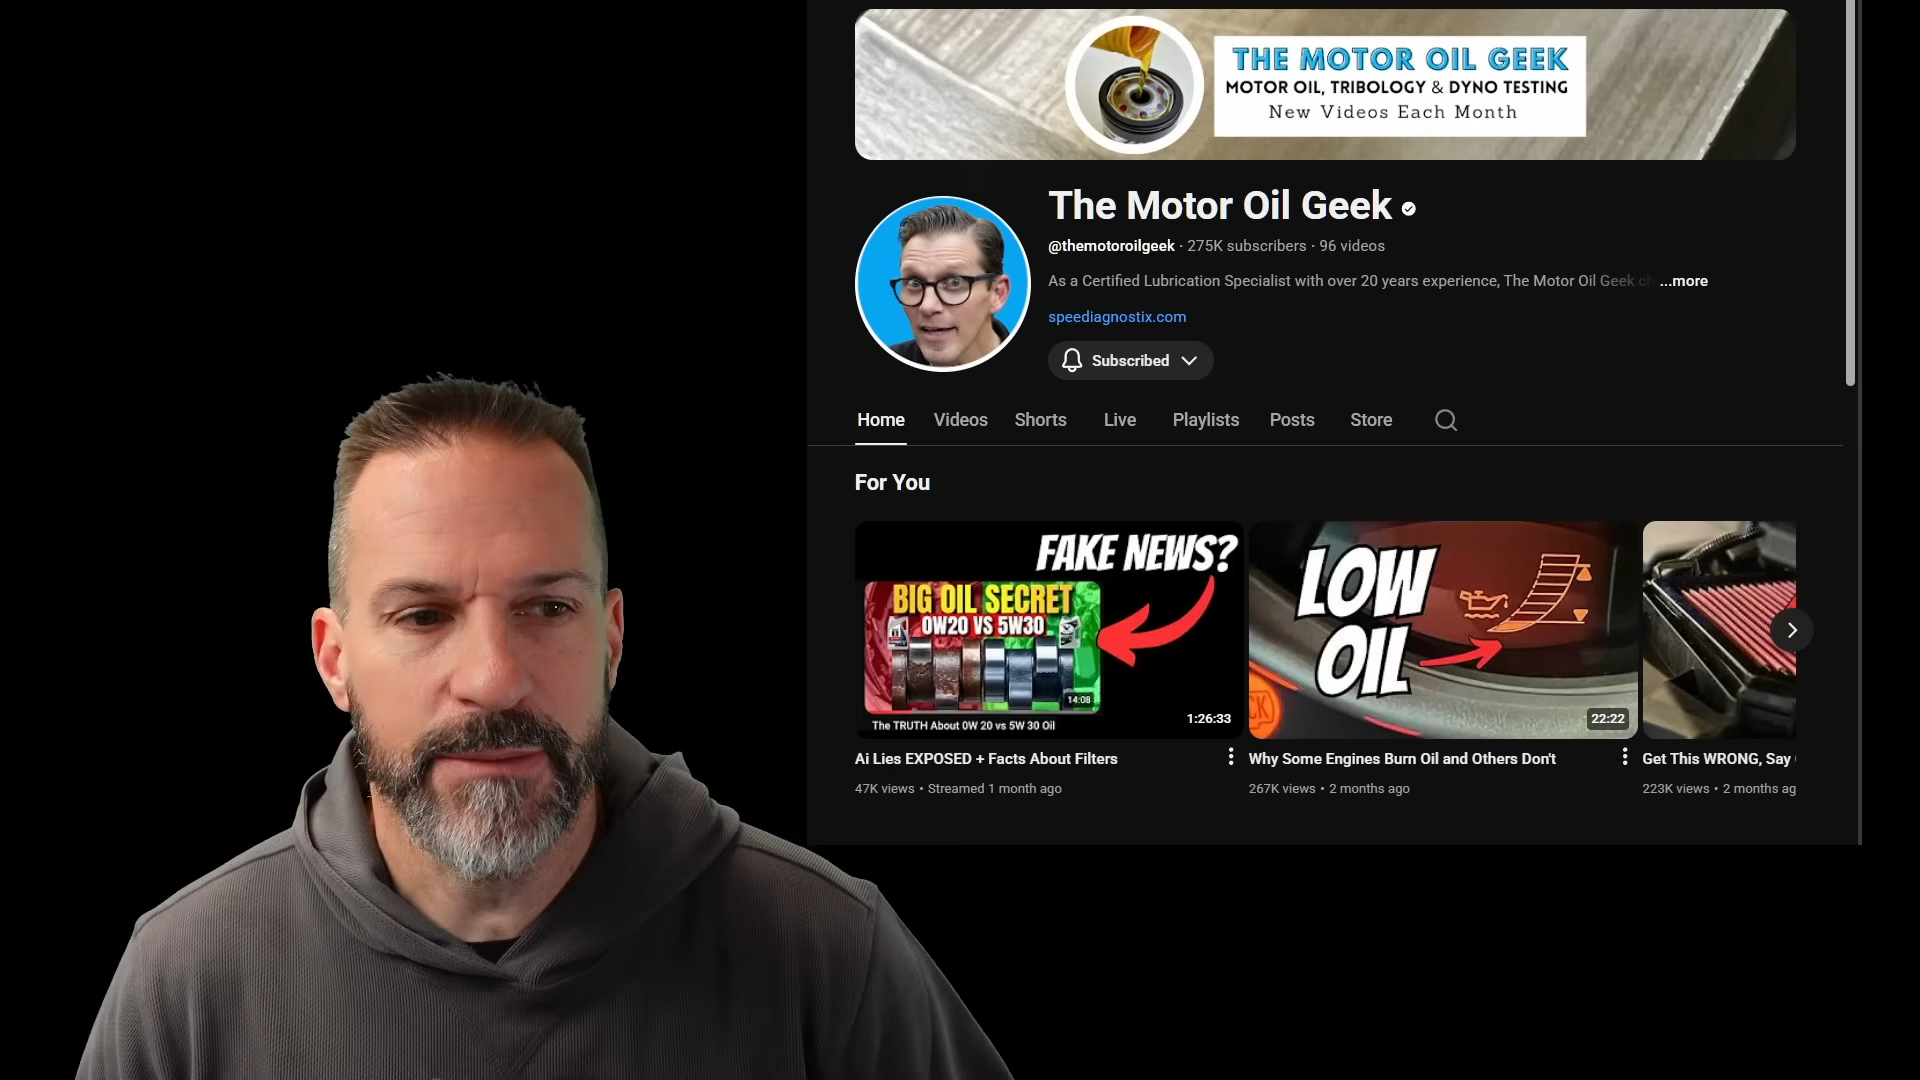 THE MOTOR OIL GEEK
MOTOR OIL, TRIBOLOGY & DYNO TESTING
New Videos Each Month
The Motor Oil Geek
@themotoroilgeek · 275K subscribers · 96 videos
As a Certified Lubrication Specialist with over 20 years experience, The Motor Oil Geek ...more
speediagnostix.com
Subscribed
Home Videos Shorts Live Playlists Posts Store
For You
FAKE NEWS?
BIG OIL SECRET
0W20 VS 5W30
14:08
The TRUTH About 0W 20 vs 5W 30 Oil
1:26:33
LOW
OIL
22:22
Ai Lies EXPOSED + Facts About Filters
47K views • Streamed 1 month ago
Why Some Engines Burn Oil and Others Don't
267K views • 2 months ago
Get This WRONG, Say
223K views • 2 months ag